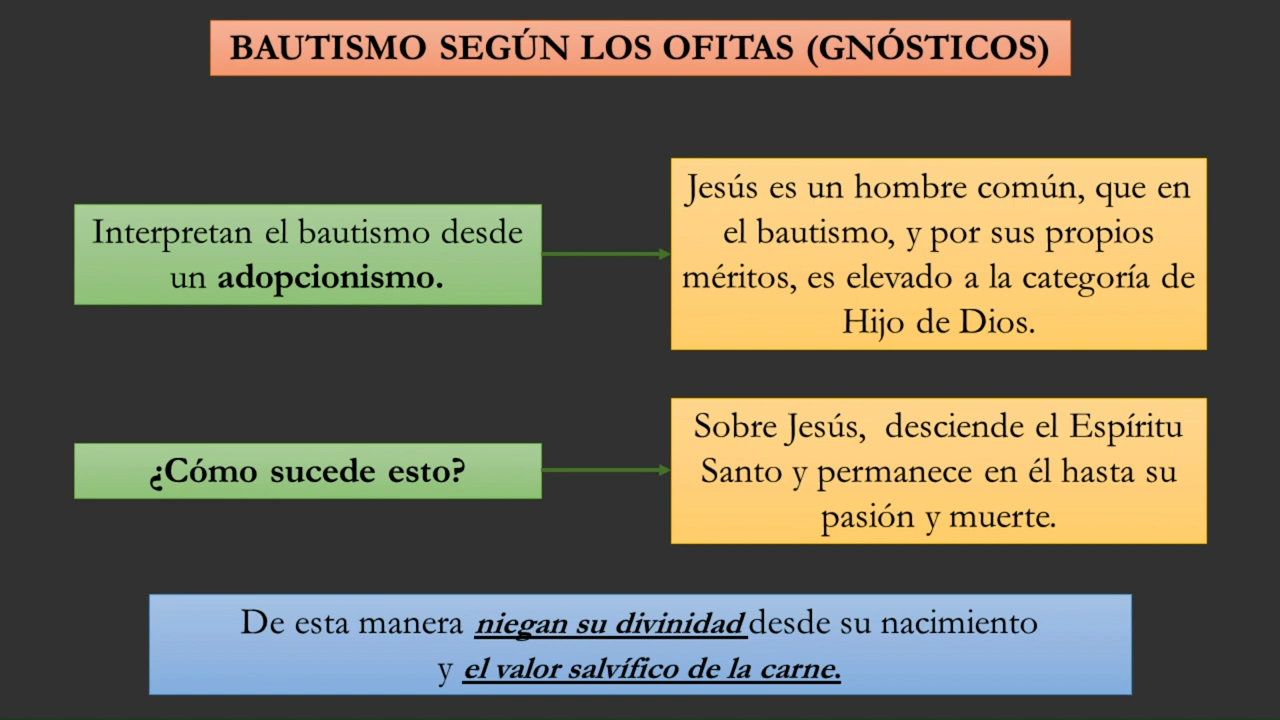 BAUTISMO SEGÚN LOS OFITAS (GNÓSTICOS)
Interpretan el bautismo desde
un adopcionismo.
Jesús es un hombre común, que en
el bautismo, y por sus propios
méritos, es elevado a la categoría de
Hijo de Dios.
¿Cómo sucede esto?
Sobre Jesús, desciende el Espíritu
Santo y permanece en él hasta su
pasión y muerte.
De esta manera niegan su divinidad desde su nacimiento
y el valor salvífico de la carne.